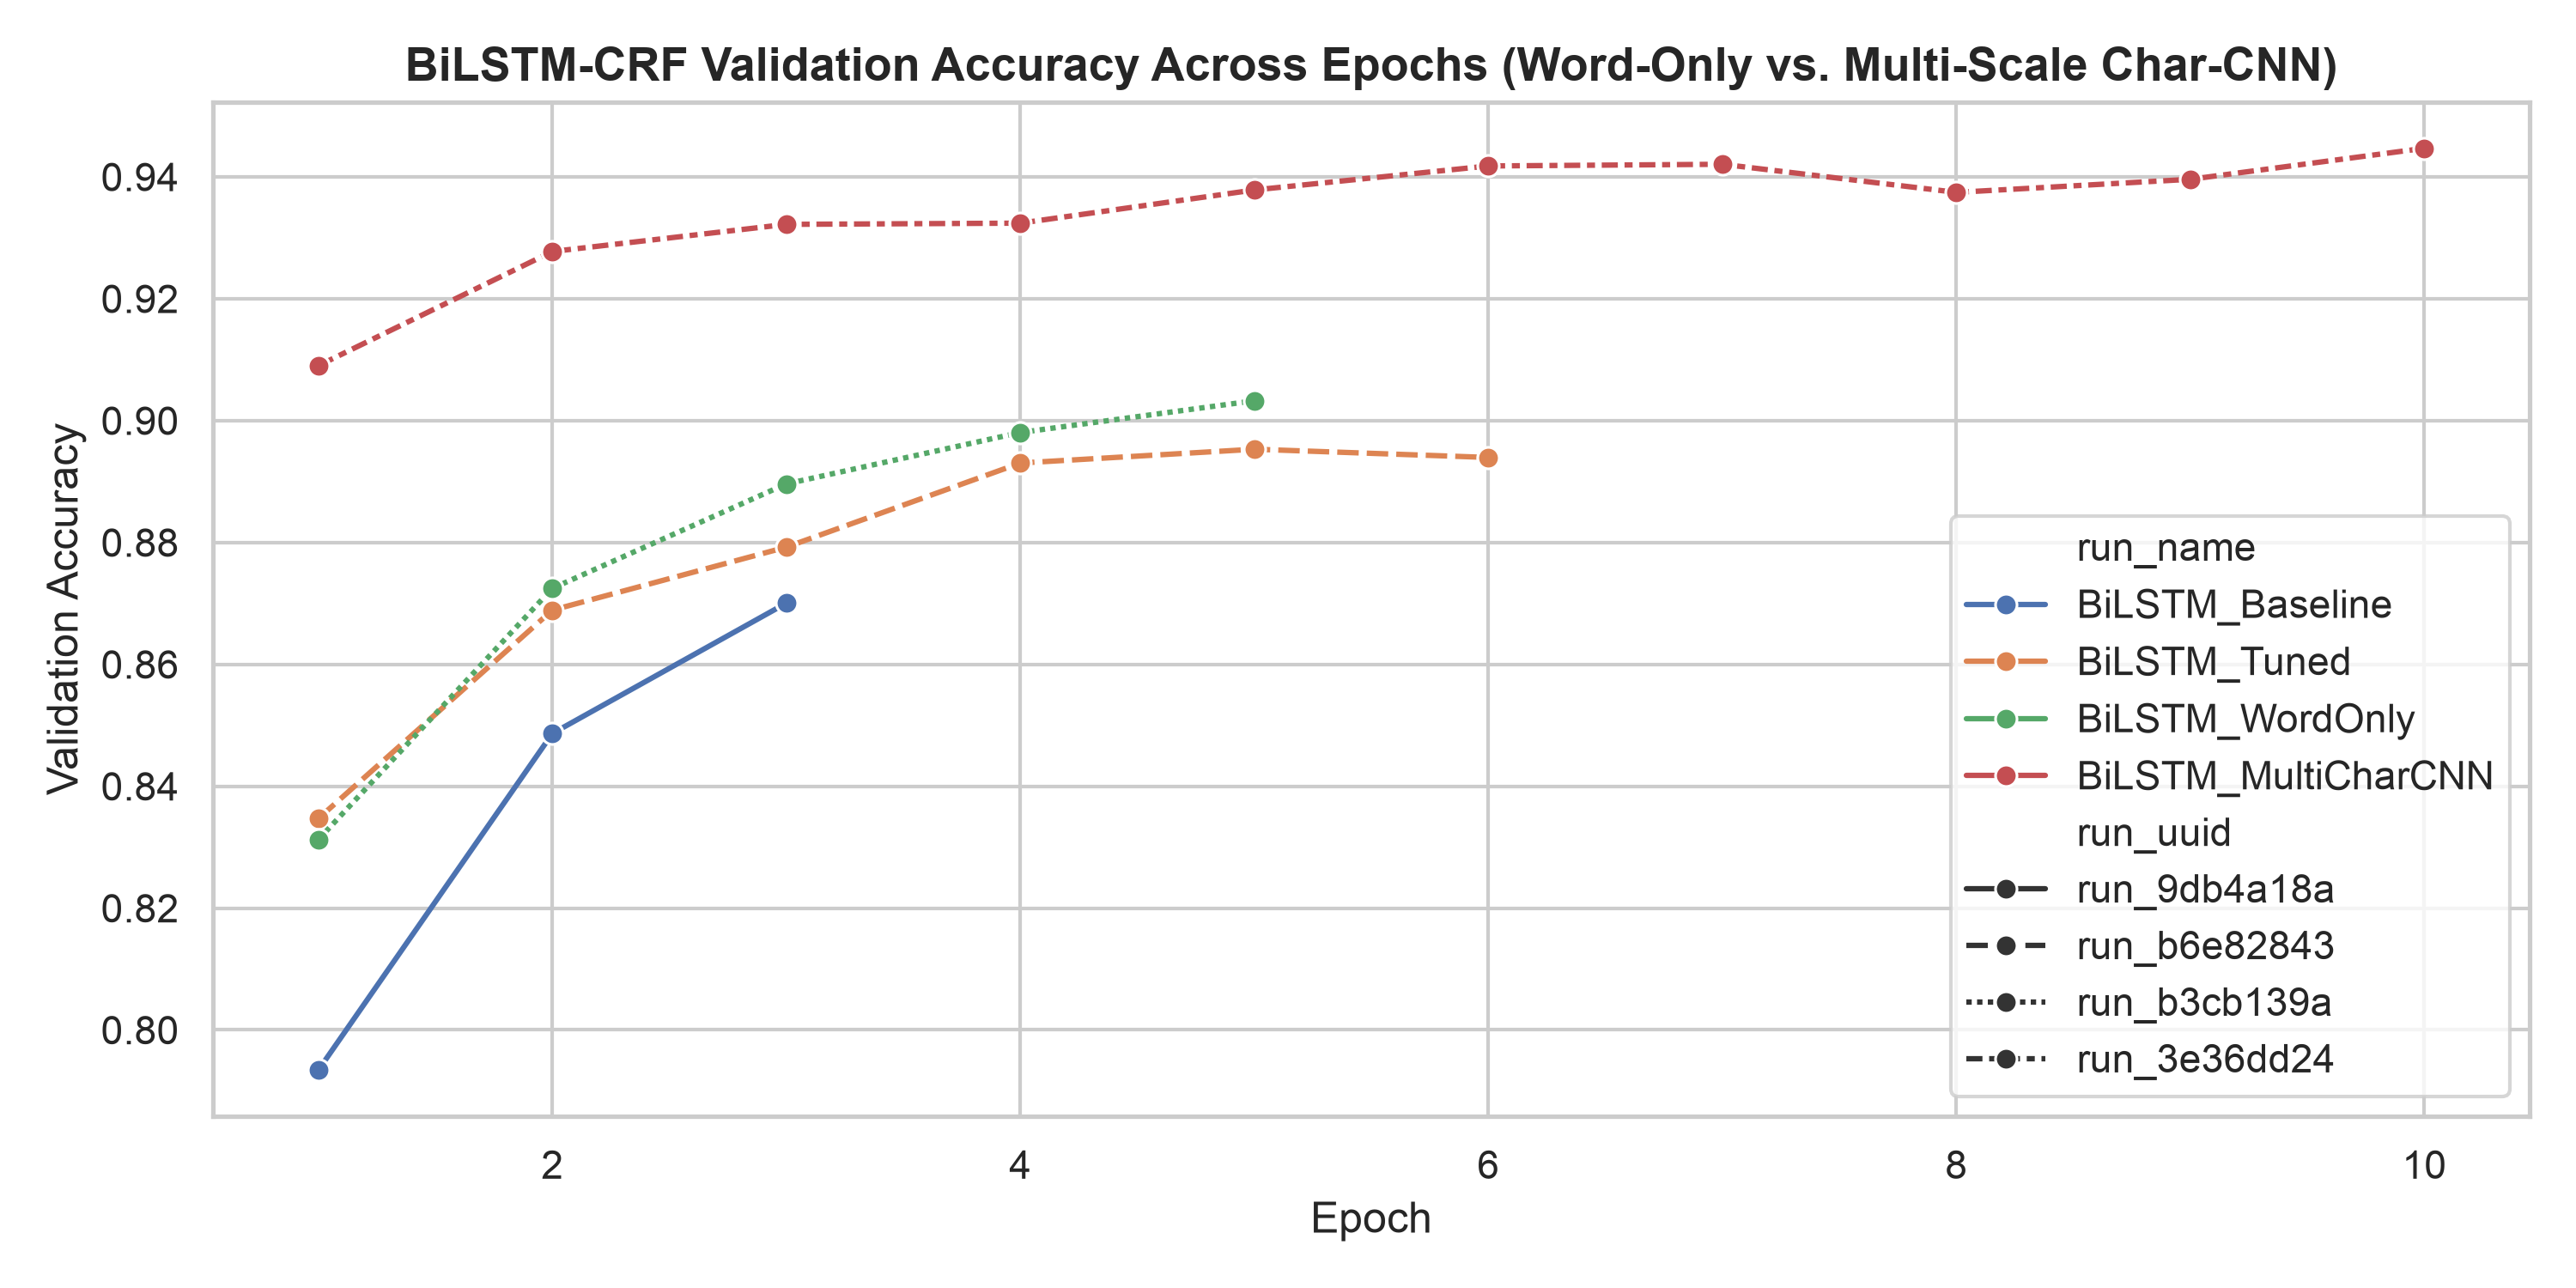 BiLSTM-CRF Validation Accuracy Across Epochs (Word-Only vs. Multi-Scale Char-CNN)
Validation Accuracy
0.94
0.92
0.90
0.88
0.86
0.84
0.82
0.80
run_name
BiLSTM_Baseline
BiLSTM_Tuned
BiLSTM_WordOnly
BiLSTM_MultiCharCNN
run_uuid
run_9db4a18a
run_b6e82843
run_b3cb139a
run_3e36dd24
2 4 6 8 10
Epoch